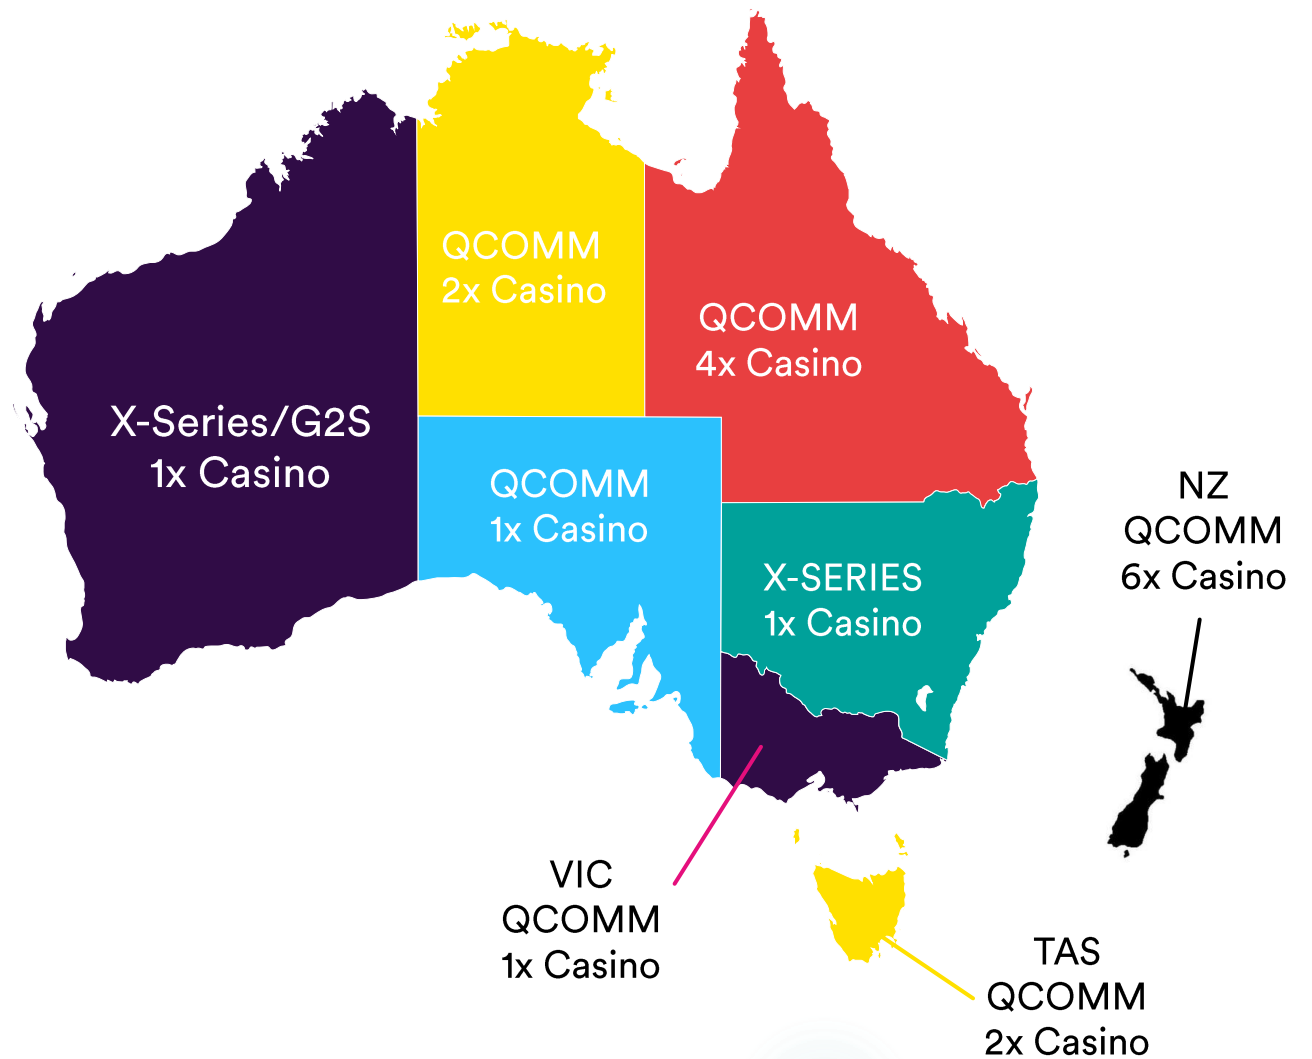 QCOMM
2x Casino
QCOMM
4x Casino
X-Series/G2S
1x Casino
QCOMM
1x Casino
X-SERIES
1x Casino
NZ
QCOMM
6x Casino
VIC
QCOMM
1x Casino
TAS
QCOMM
2x Casino